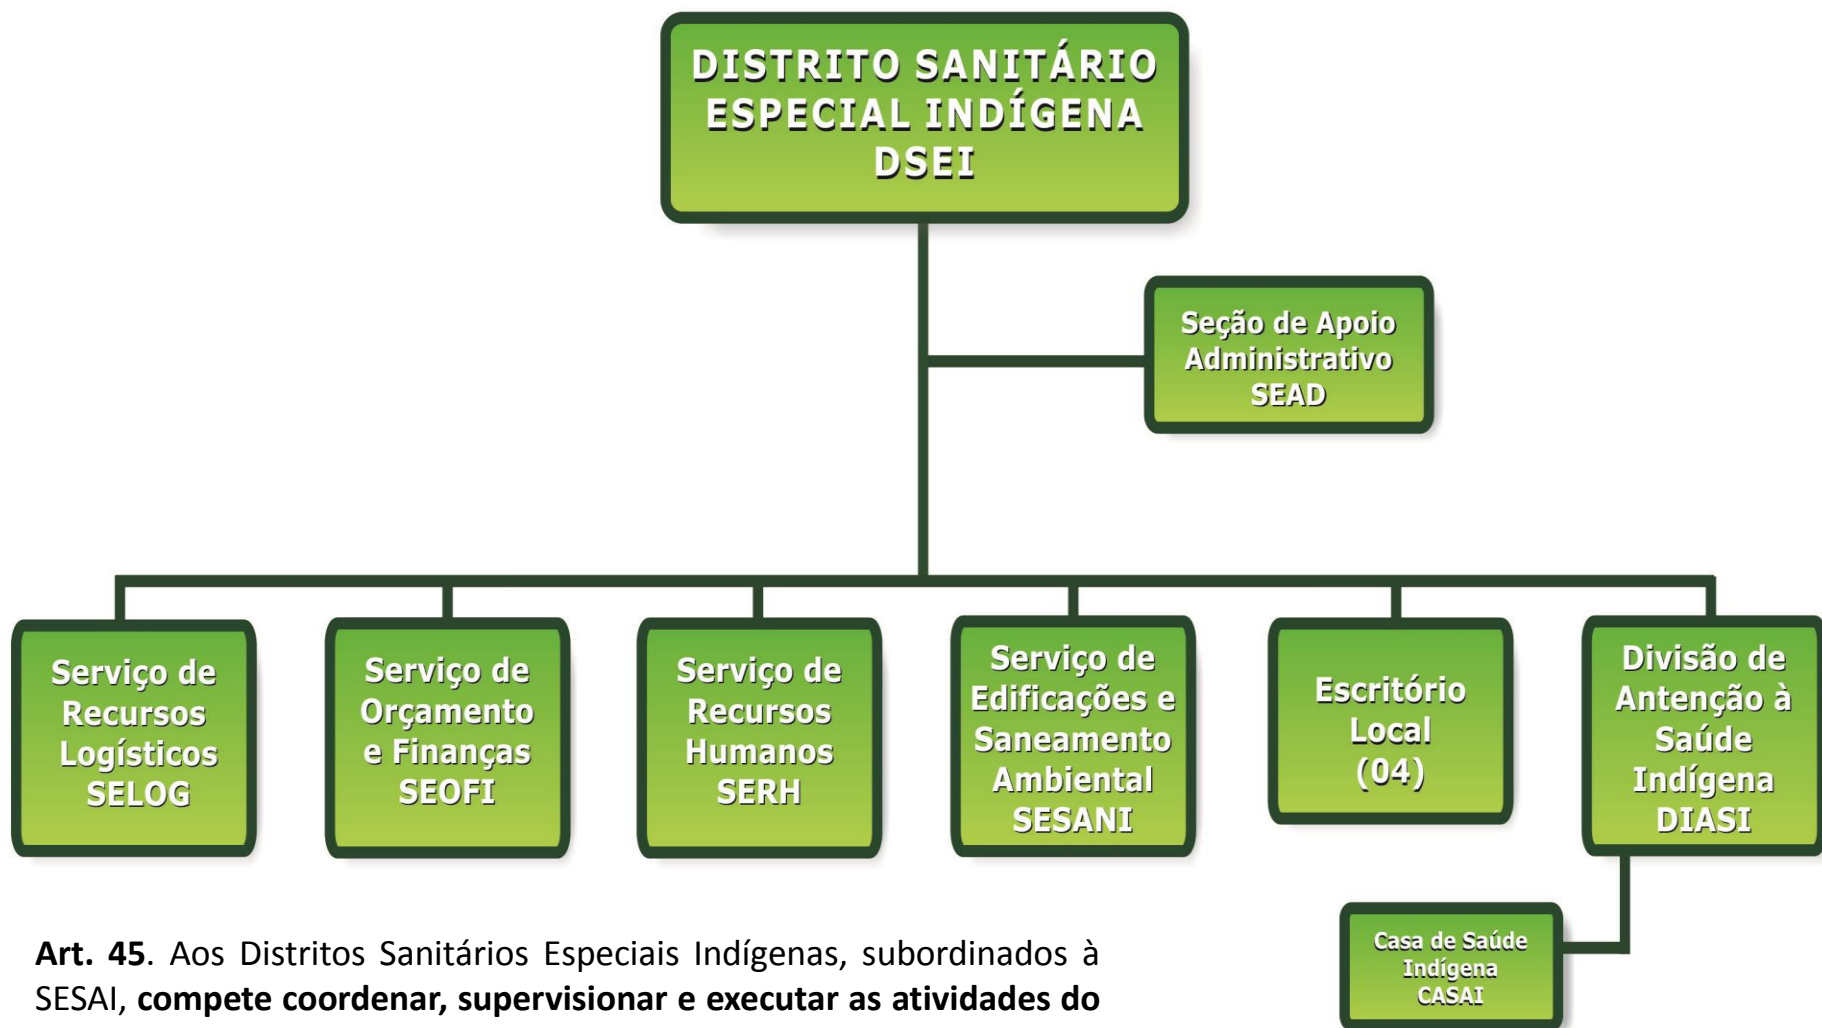 DISTRITO SANITÁRIO
ESPECIAL INDÍGENA
DSEI
Seção de Apoio
Administrativo
SEAD
Serviço de
Recursos
Logísticos
SELOG
Serviço de
Orçamento
e Finanças
SEOFI
Serviço de
Recursos
Humanos
SERH
Serviço de
Edificações e
Saneamento
Ambiental
SESANI
Escritório
Local
(04)
Divisão de
Antenção à
Saúde
Indígena
DIASI
Casa de Saúde
Indígena
CASAI
Art. 45. Aos Distritos Sanitários Especiais Indígenas, subordinados à
SESAI, compete coordenar, supervisionar e executar as atividades do